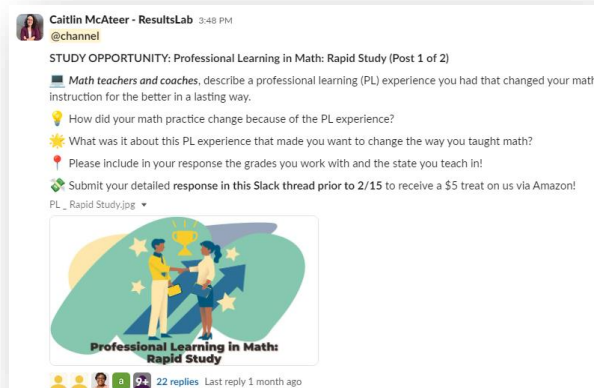 Caitlin McAteer - ResultsLab 3:48 PM
@channel
STUDY OPPORTUNITY: Professional Learning in Math: Rapid Study (Post 1 of 2)
💻 Math teachers and coaches, describe a professional learning (PL) experience you had that changed your math
instruction for the better in a lasting way.
💡 How did your math practice change because of the PL experience?
🌟 What was it about this PL experience that made you want to change the way you taught math?
📍 Please include in your response the grades you work with and the state you teach in!
💸 Submit your detailed response in this Slack thread prior to 2/15 to receive a $5 treat on us via Amazon!
PL _ Rapid Study.jpg
Professional Learning in Math:
Rapid Study
a 9+ 22 replies Last reply 1 month ago